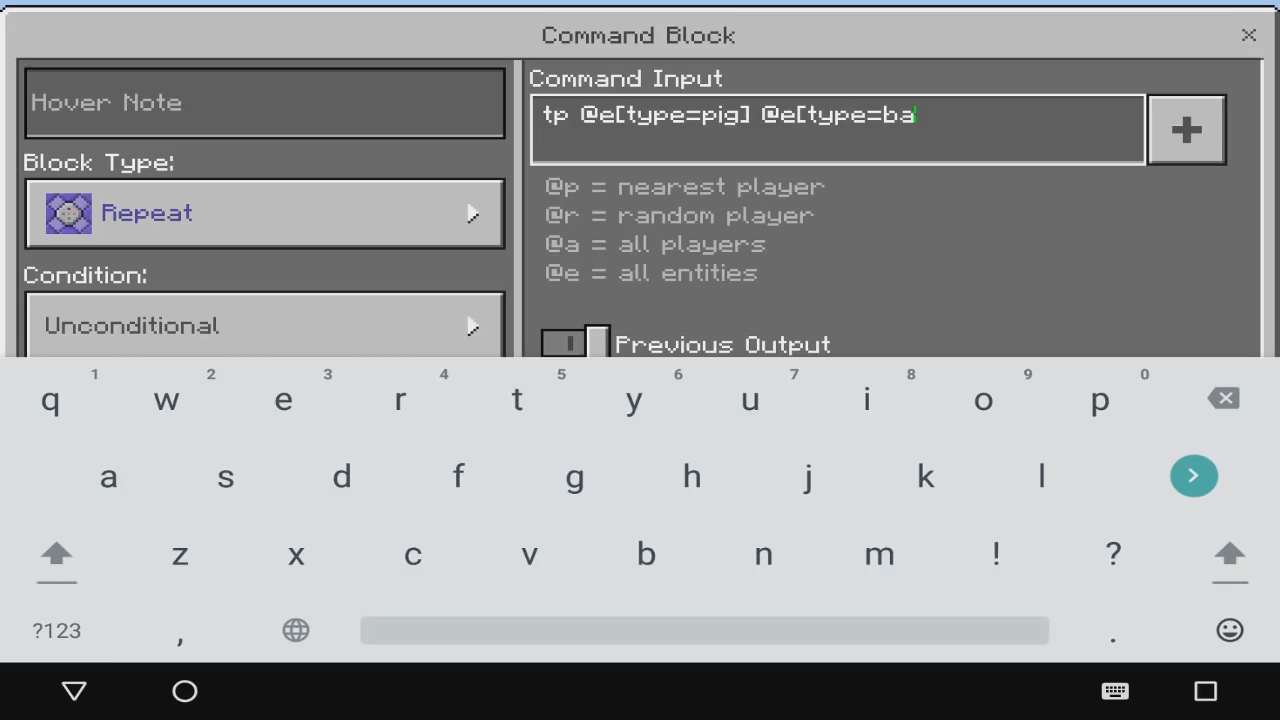 Command Block
Hover Note
Block Type:
Repeat
Condition:
Unconditional
Command Input
tp @e[type=pig] @e[type=ba
@p = nearest player
@r = random player
@a = all players
@e = all entities
Previous Output
1 2 3 4 5 6 7 8 9 0
q w e r t y u i o p
a s d f g h j k l
z x c v b n m ! ?
?123 , .